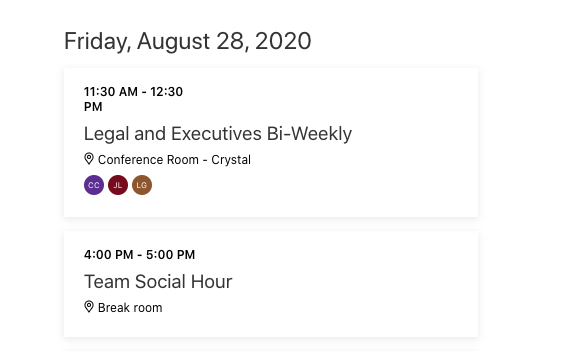 Friday, August 28, 2020
11:30 AM - 12:30
PM
Legal and Executives Bi-Weekly
Conference Room - Crystal
CC JL LG
4:00 PM - 5:00 PM
Team Social Hour
Break room